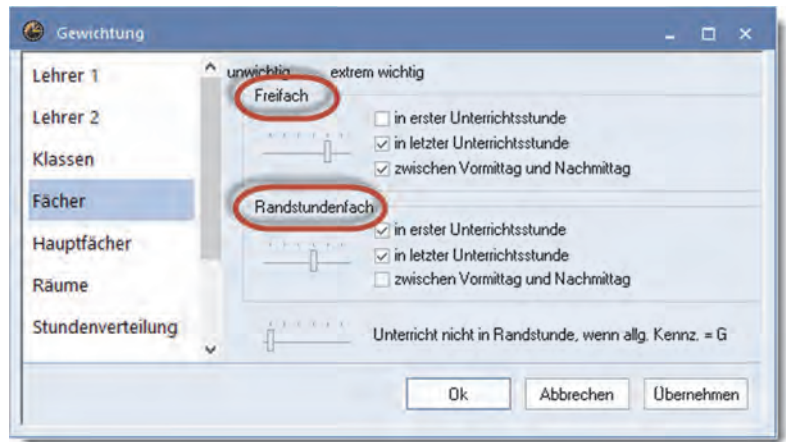 Gewichtung
Lehrer 1
Lehrer 2
Klassen
Fächer
Hauptfächer
Räume
Stundenverteilung
unwichtig extrem wichtig
Freifach
in erster Unterrichtsstunde
in letzter Unterrichtsstunde
zwischen Vormittag und Nachmittag
Randstundenfach
in erster Unterrichtsstunde
in letzter Unterrichtsstunde
zwischen Vormittag und Nachmittag
Unterricht nicht in Randstunde, wenn allg. Kennz. = G
Ok Abbrechen Übernehmen